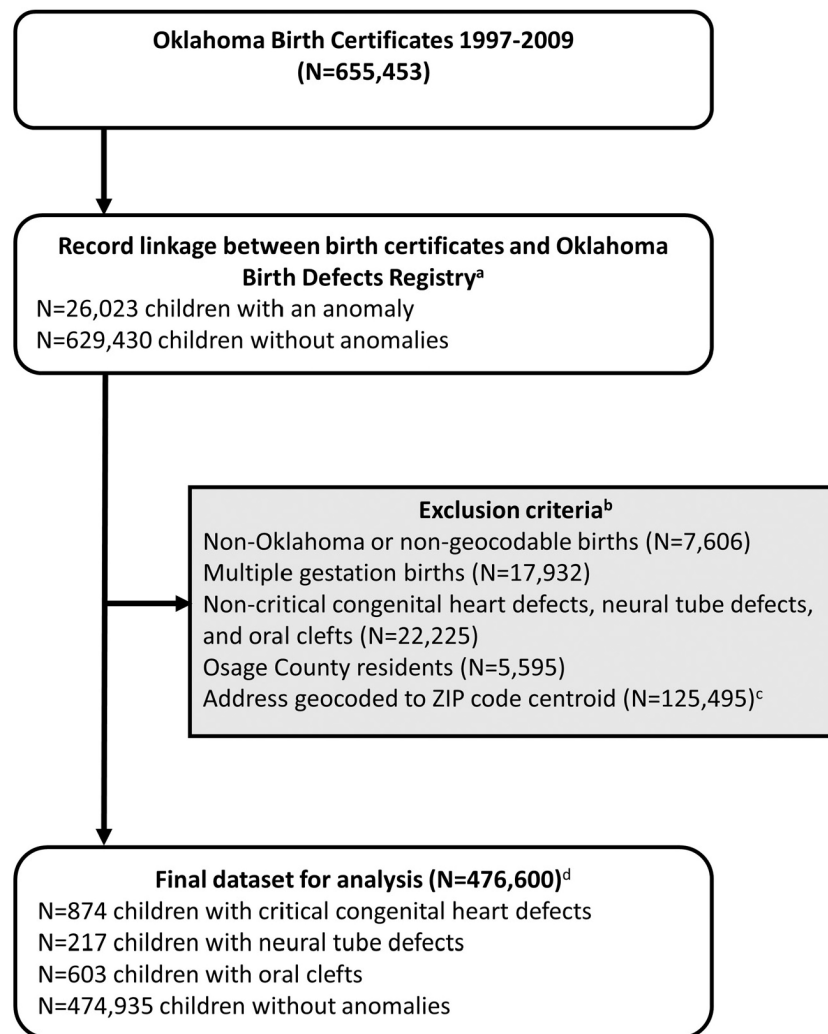 Oklahoma Birth Certificates 1997-2009
(N=655,453)
Record linkage between birth certificates and Oklahoma
Birth Defects Registryᵃ
N=26,023 children with an anomaly
N=629,430 children without anomalies
Exclusion criteriaᵇ
Non-Oklahoma or non-geocodable births (N=7,606)
Multiple gestation births (N=17,932)
Non-critical congenital heart defects, neural tube defects,
and oral clefts (N=22,225)
Osage County residents (N=5,595)
Address geocoded to ZIP code centroid (N=125,495)ᶜ
Final dataset for analysis (N=476,600)ᵈ
N=874 children with critical congenital heart defects
N=217 children with neural tube defects
N=603 children with oral clefts
N=474,935 children without anomalies